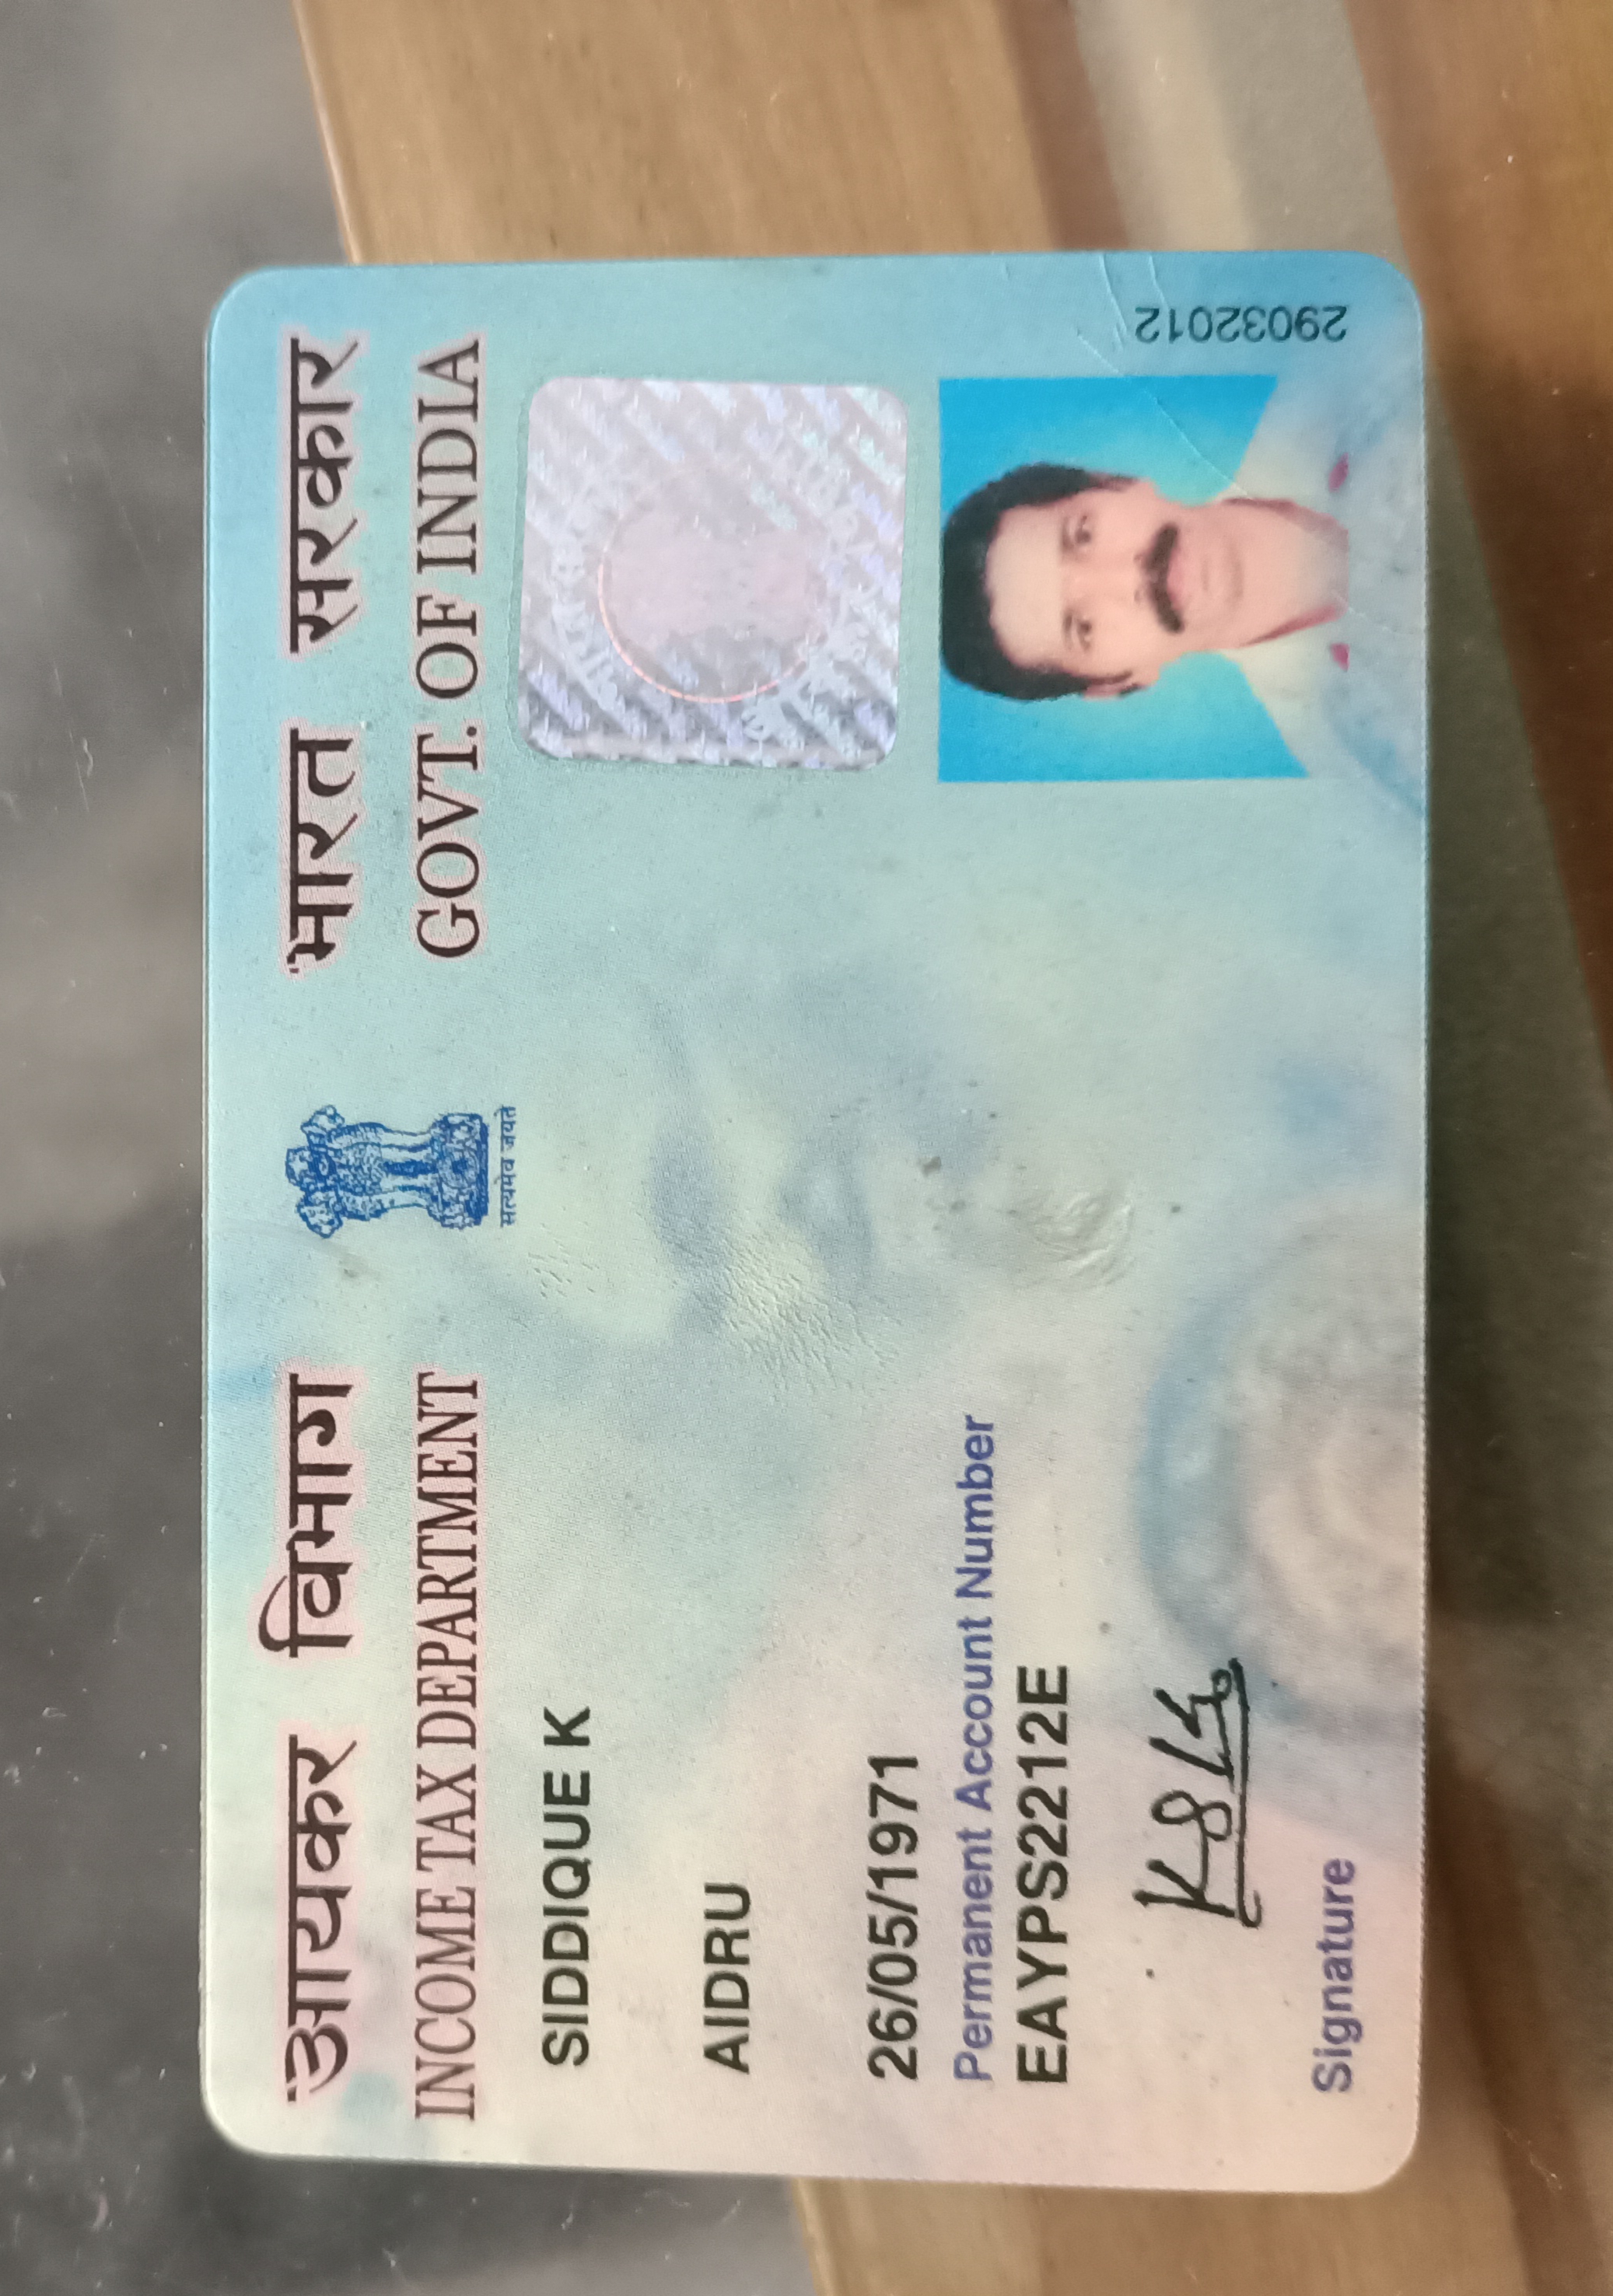 आयकर विभाग
INCOME TAX DEPARTMENT
सत्यमेव जयते
भारत सरकार
GOVT. OF INDIA
SIDDIQUE K
AIDRU
26/05/1971
Permanent Account Number
EAYPS2212E
Signature
29032012